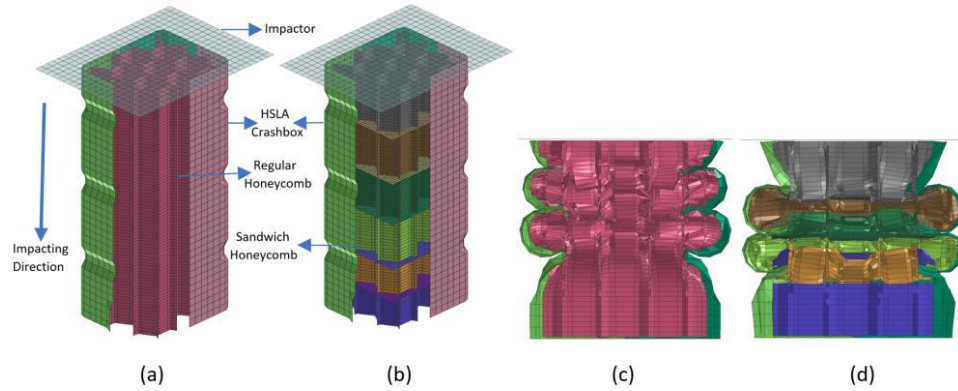 Impactor
HSLA
Crashbox
Regular
Honeycomb
Sandwich
Honeycomb
Impacting
Direction
(a)
(b)
(c)
(d)